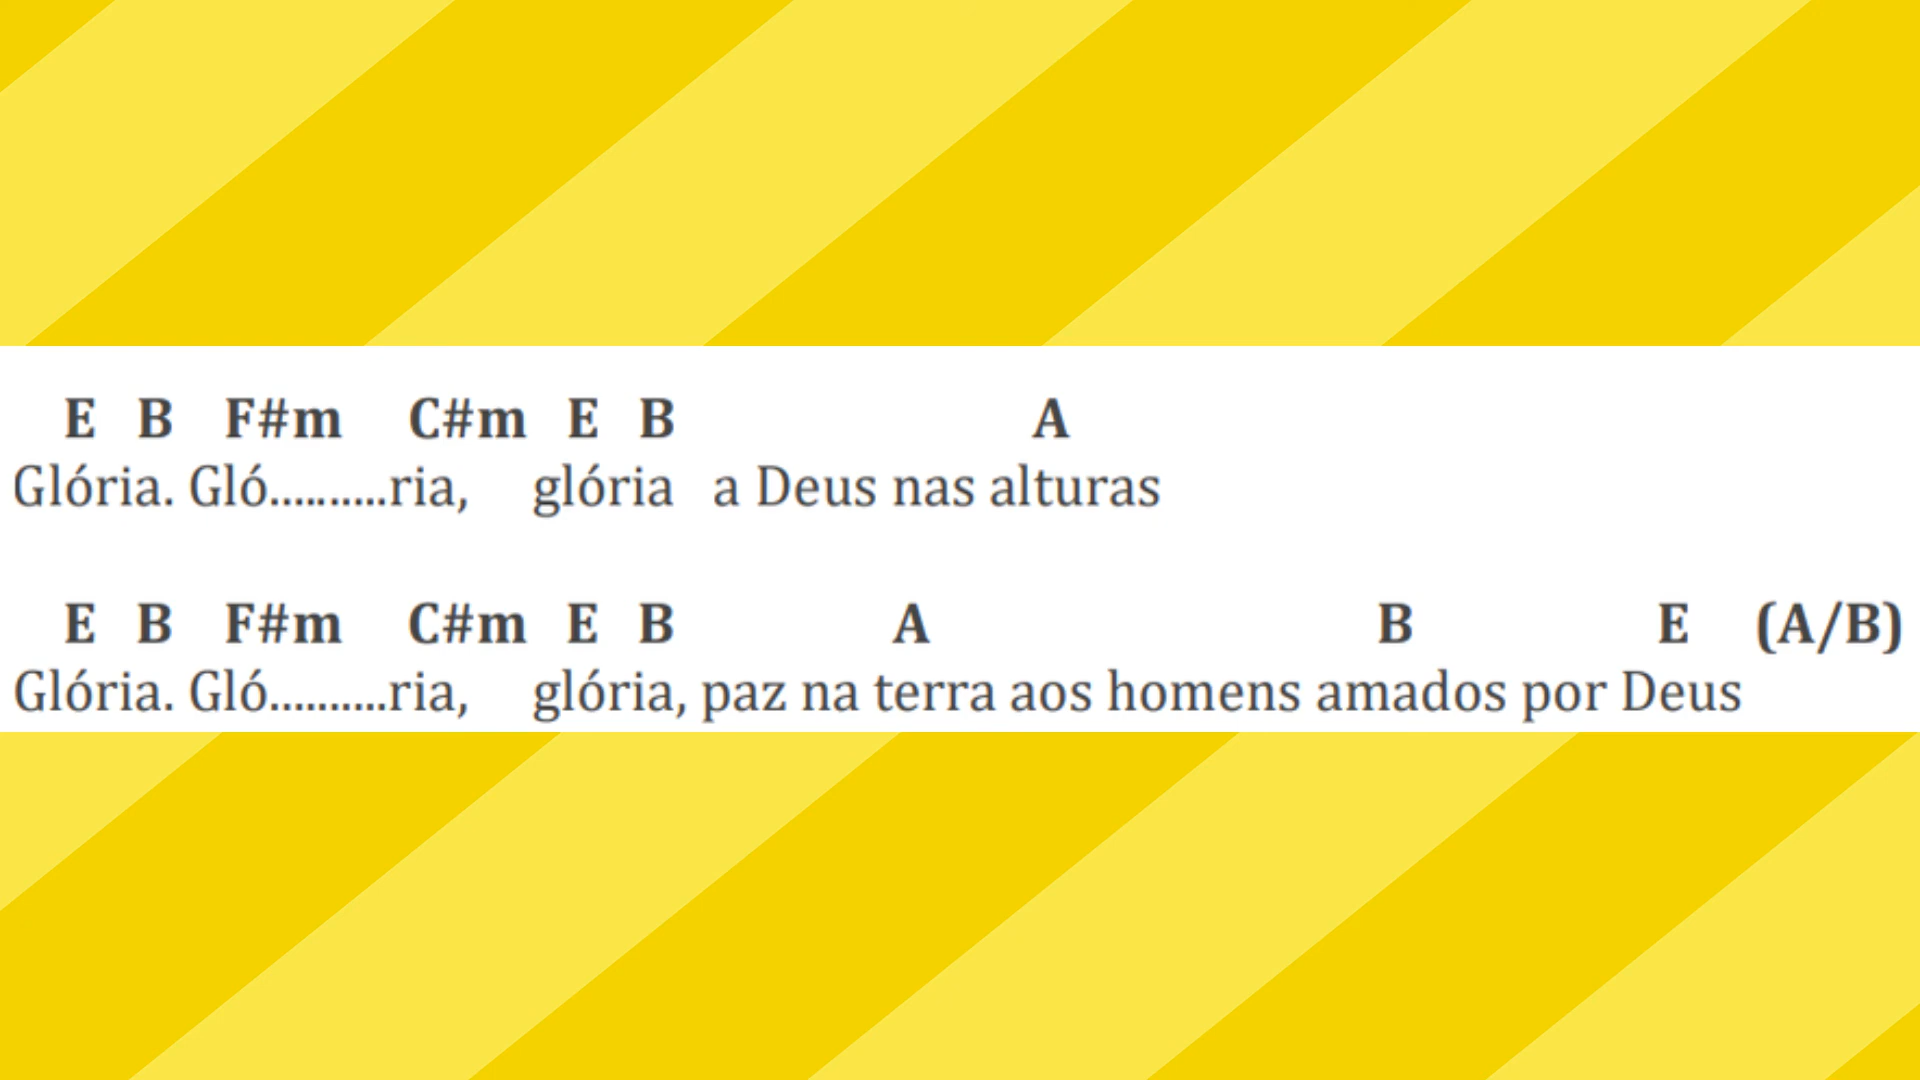 E B F#m C#m E B A
Glória. Gló..........ria, glória a Deus nas alturas
E B F#m C#m E B A B E (A/B)
Glória. Gló..........ria, glória, paz na terra aos homens amados por Deus